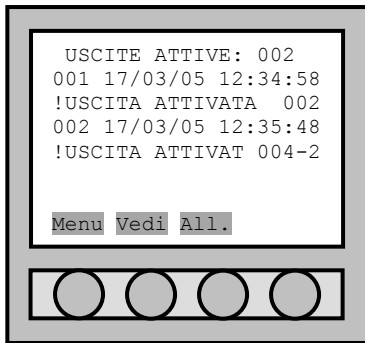 USCITE ATTIVE: 002
001 17/03/05 12:34:58
!USCITA ATTIVATA 002
002 17/03/05 12:35:48
!USCITA ATTIVAT 004-2
Menu Vedi All.